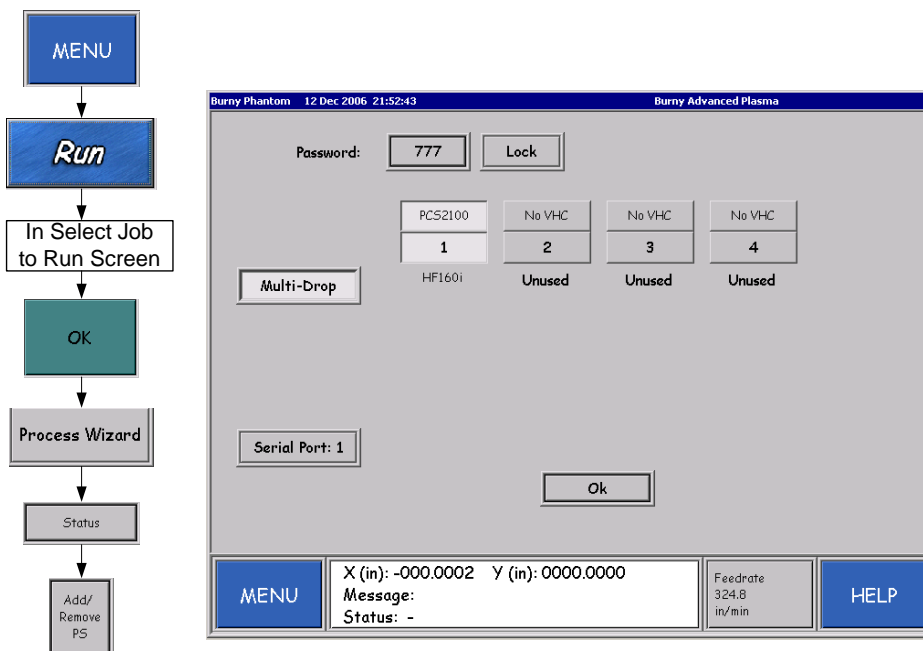 MENU
Run
In Select Job
to Run Screen
OK
Process Wizard
Status
Add/
Remove
PS
Burny Phantom 12 Dec 2006 21:52:43 Burny Advanced Plasma
Password: 777 Lock
PCS2100 No VHC No VHC No VHC
1 2 3 4
HF160i Unused Unused Unused
Multi-Drop
Serial Port: 1
Ok
MENU
X (in): -000.0002 Y (in): 0000.0000
Message:
Status: -
Feedrate
324.8
in/min
HELP